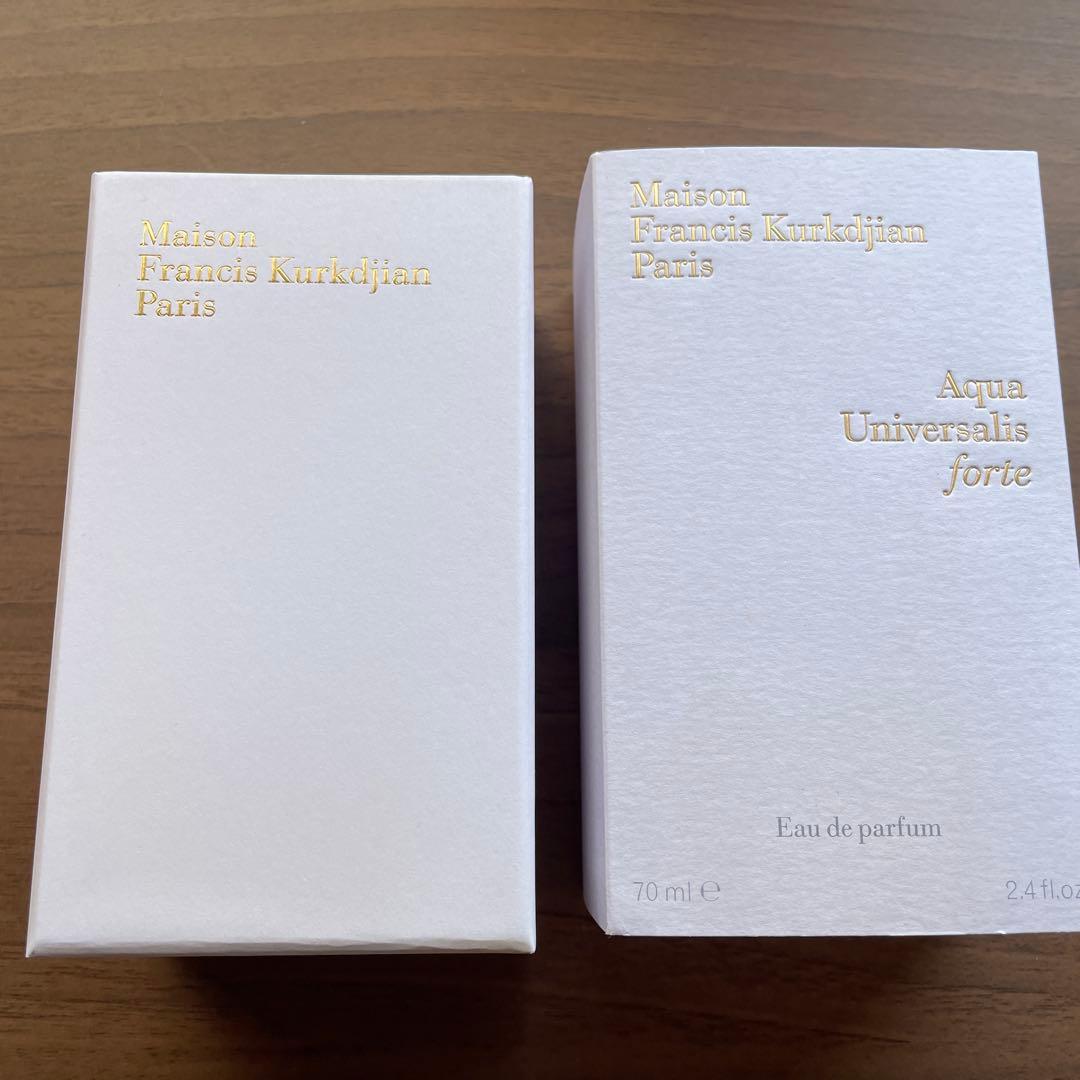 Maison
Francis Kurkdjian
Paris
Maison
Francis Kurkdjian
Paris
Aqua
Universalis
forte
Eau de parfum
70 ml ℮
2.4 fl.oz